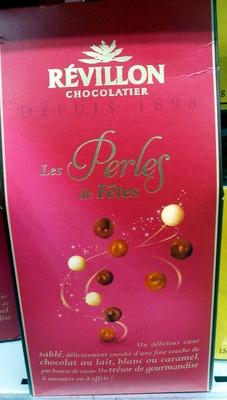 RÉVILLON
CHOCOLATIER
DEPUIS 1898
Les Perles
de Fêtes
Un délicieux cœur
sablé, délicatement enrobé d'une fine couche de
chocolat au lait, blanc ou caramel,
pur beurre de cacao. Un trésor de gourmandise
à savourer ou à offrir !